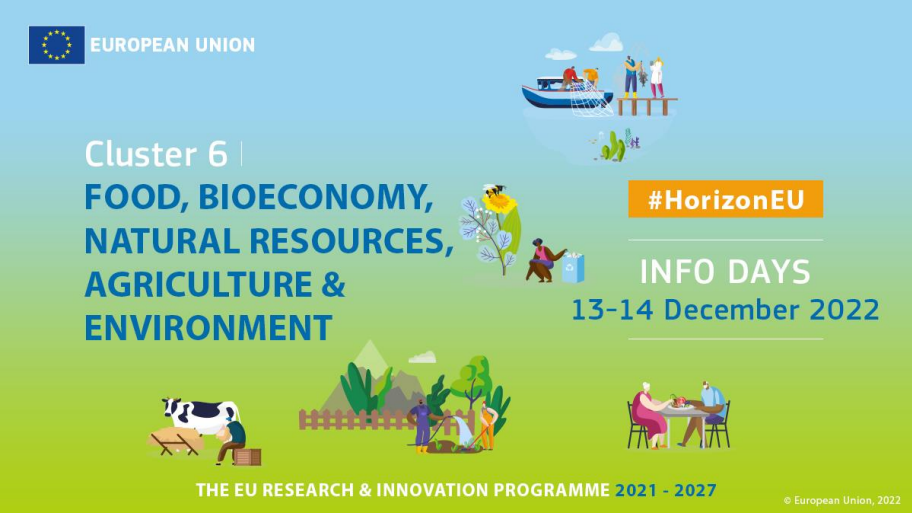 EUROPEAN UNION
Cluster 6
FOOD, BIOECONOMY,
NATURAL RESOURCES,
AGRICULTURE &
ENVIRONMENT
#HorizonEU
INFO DAYS
13-14 December 2022
THE EU RESEARCH & INNOVATION PROGRAMME 2021 - 2027
© European Union, 2022